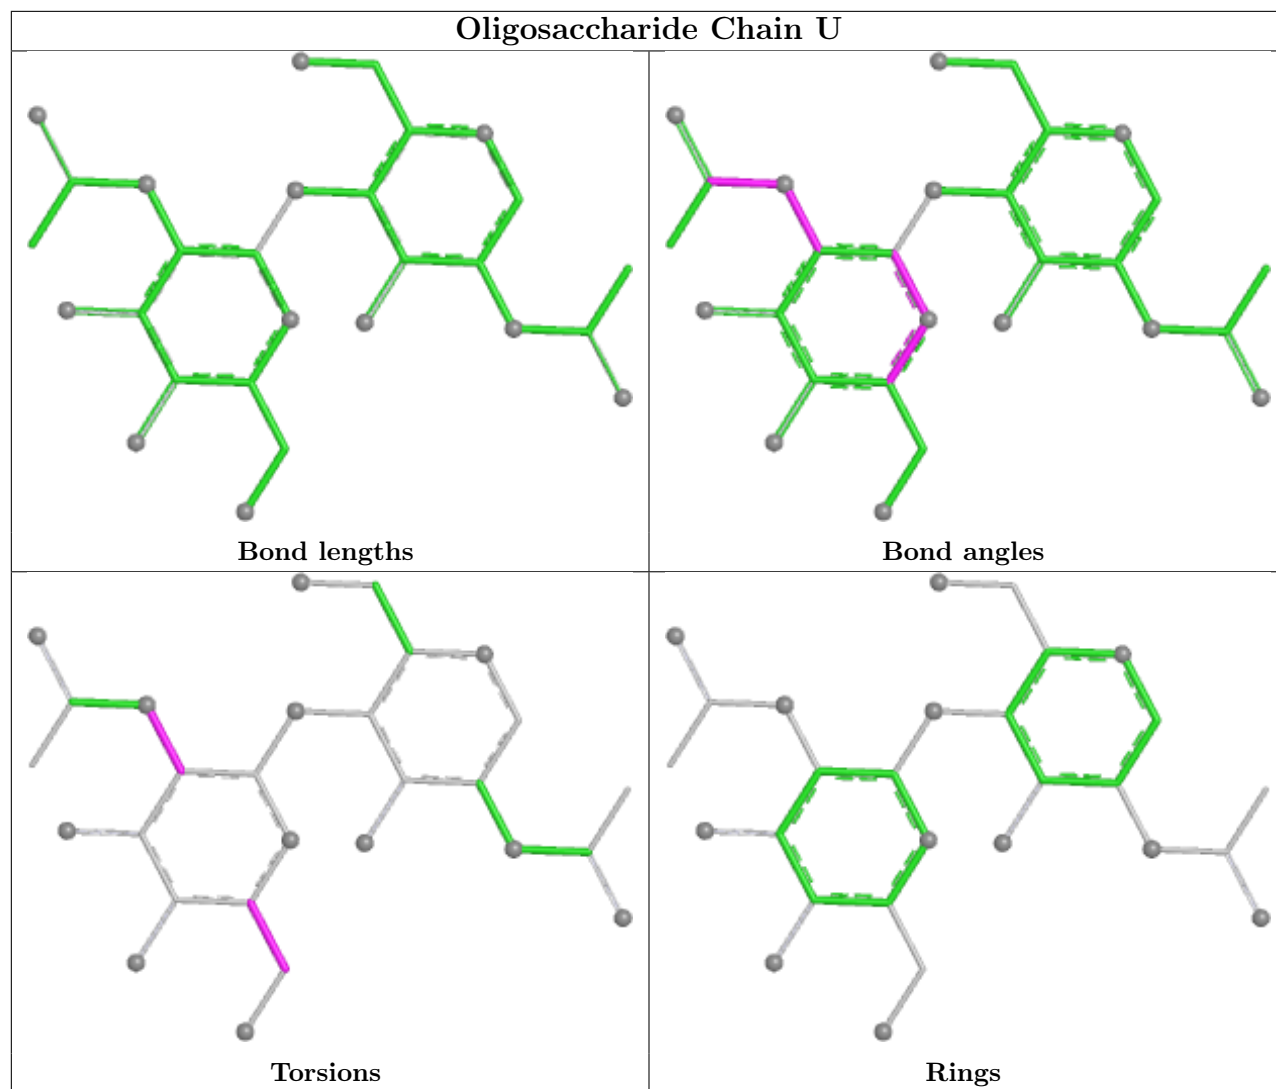 Oligosaccharide Chain U
Bond lengths
Bond angles
Torsions
Rings